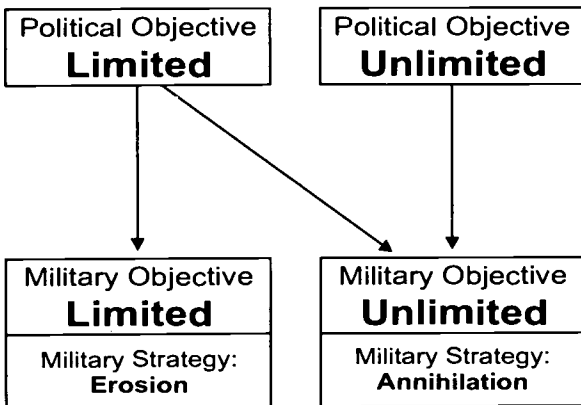 Political Objective
Limited
Political Objective
Unlimited
Military Objective
Limited
Military Strategy:
Erosion
Military Objective
Unlimited
Military Strategy:
Annihilation